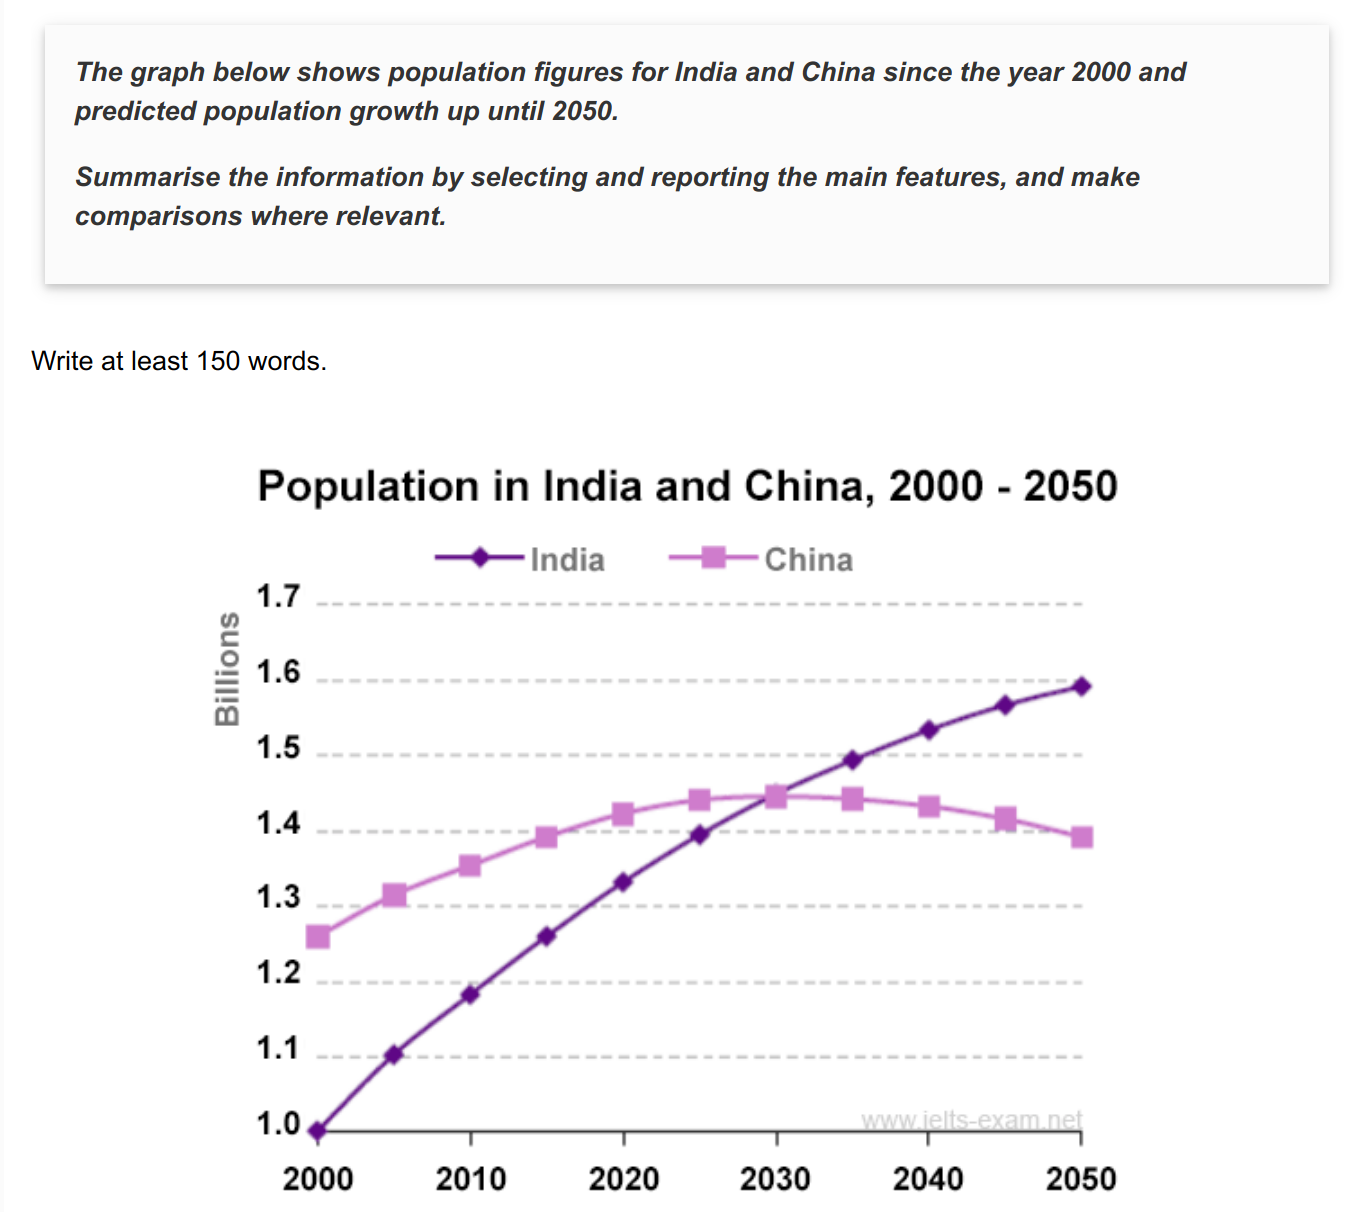 The graph below shows population figures for India and China since the year 2000 and
predicted population growth up until 2050.
Summarise the information by selecting and reporting the main features, and make
comparisons where relevant.
Write at least 150 words.
Population in India and China, 2000 - 2050
India China
Billions
1.7
1.6
1.5
1.4
1.3
1.2
1.1
1.0
www.ielts-exam.net
2000 2010 2020 2030 2040 2050